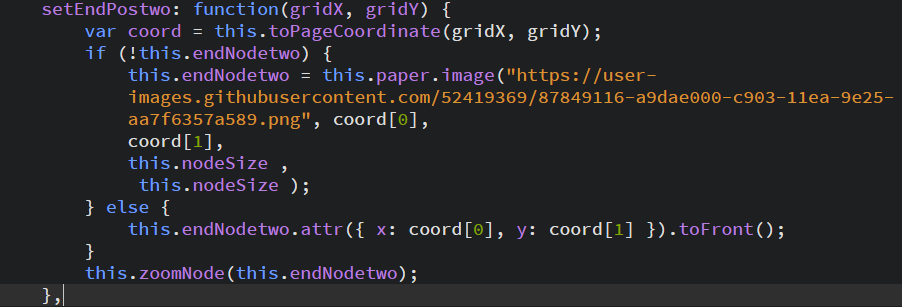 setEndPostwo: function(gridX, gridY) {
var coord = this.toPageCoordinate(gridX, gridY);
if (!this.endNodetwo) {
this.endNodetwo = this.paper.image("https://user-
images.githubusercontent.com/52419369/87849116-a9dae000-c903-11ea-9e25-
aa7f6357a589.png", coord[0],
coord[1],
this.nodeSize ,
this.nodeSize );
} else {
this.endNodetwo.attr({ x: coord[0], y: coord[1] }).toFront();
}
this.zoomNode(this.endNodetwo);
},